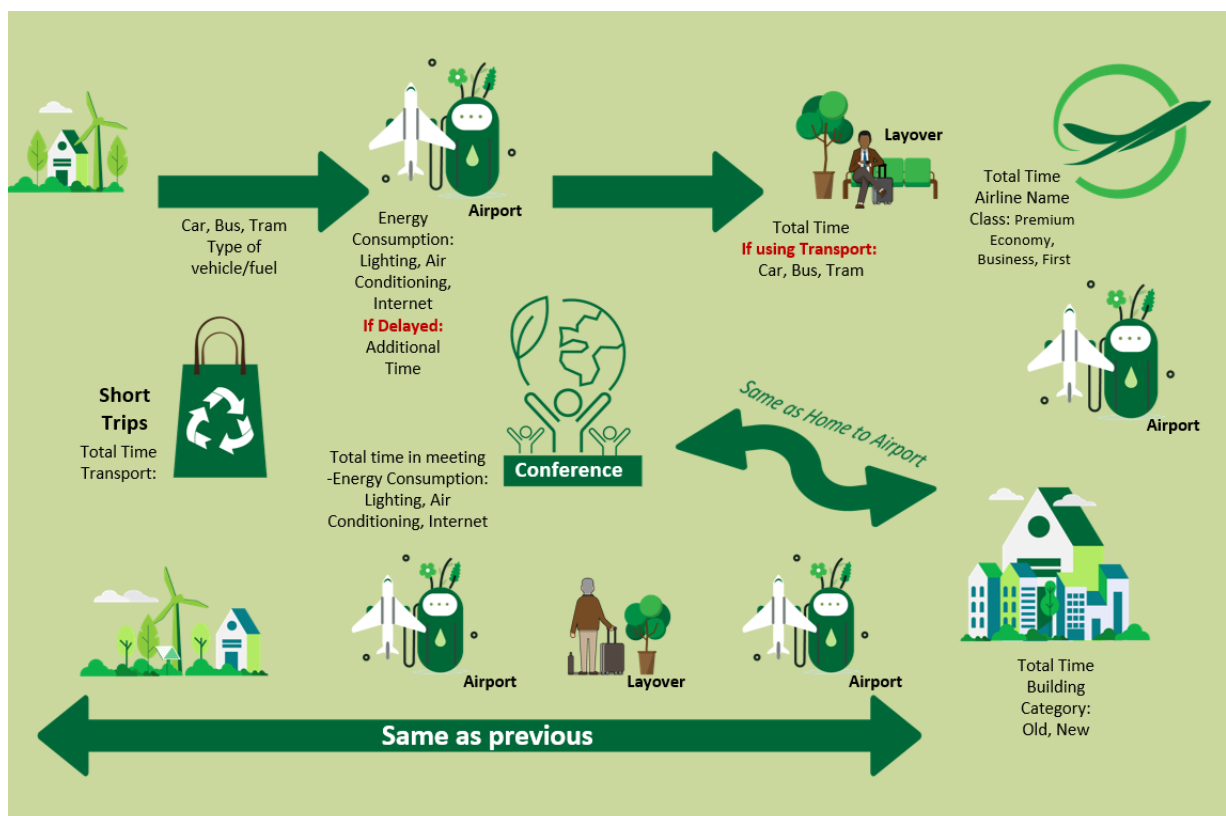 Car, Bus, Tram
Type of
vehicle/fuel
Airport
Energy
Consumption:
Lighting, Air
Conditioning,
Internet
If Delayed:
Additional
Time
Layover
Total Time
If using Transport:
Car, Bus, Tram
Total Time
Airline Name
Class: Premium
Economy,
Business, First
Airport
Short
Trips
Total Time
Transport:
Conference
Total time in meeting
-Energy Consumption:
Lighting, Air
Conditioning, Internet
Same as Home to Airport
Total Time
Building
Category:
Old, New
Airport
Layover
Airport
Same as previous